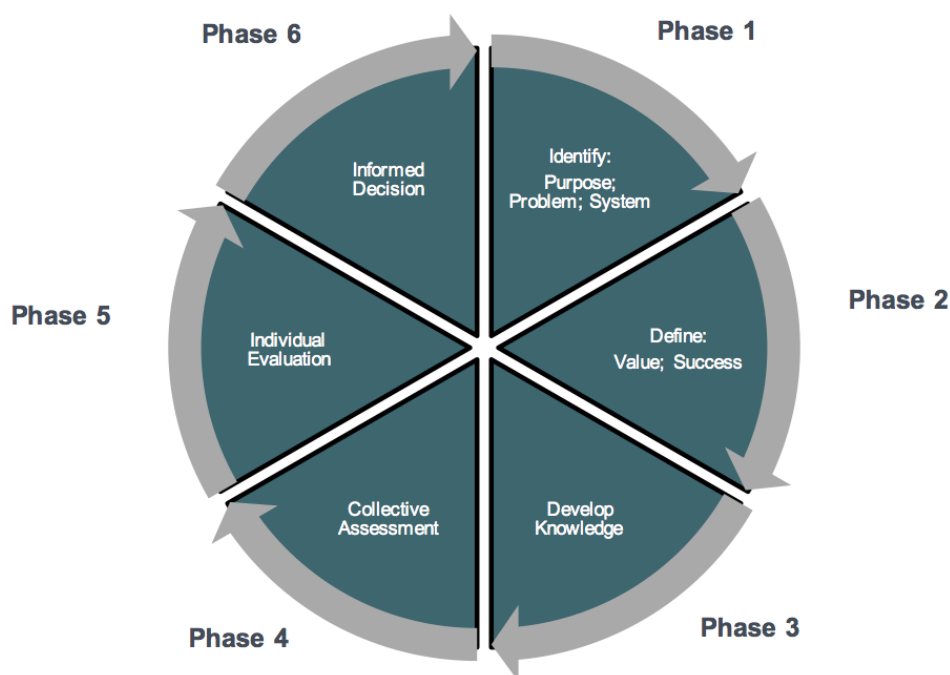 Phase 1
Identify:
Purpose;
Problem; System
Phase 2
Define:
Value; Success
Phase 3
Develop
Knowledge
Phase 4
Collective
Assessment
Phase 5
Individual
Evaluation
Phase 6
Informed
Decision